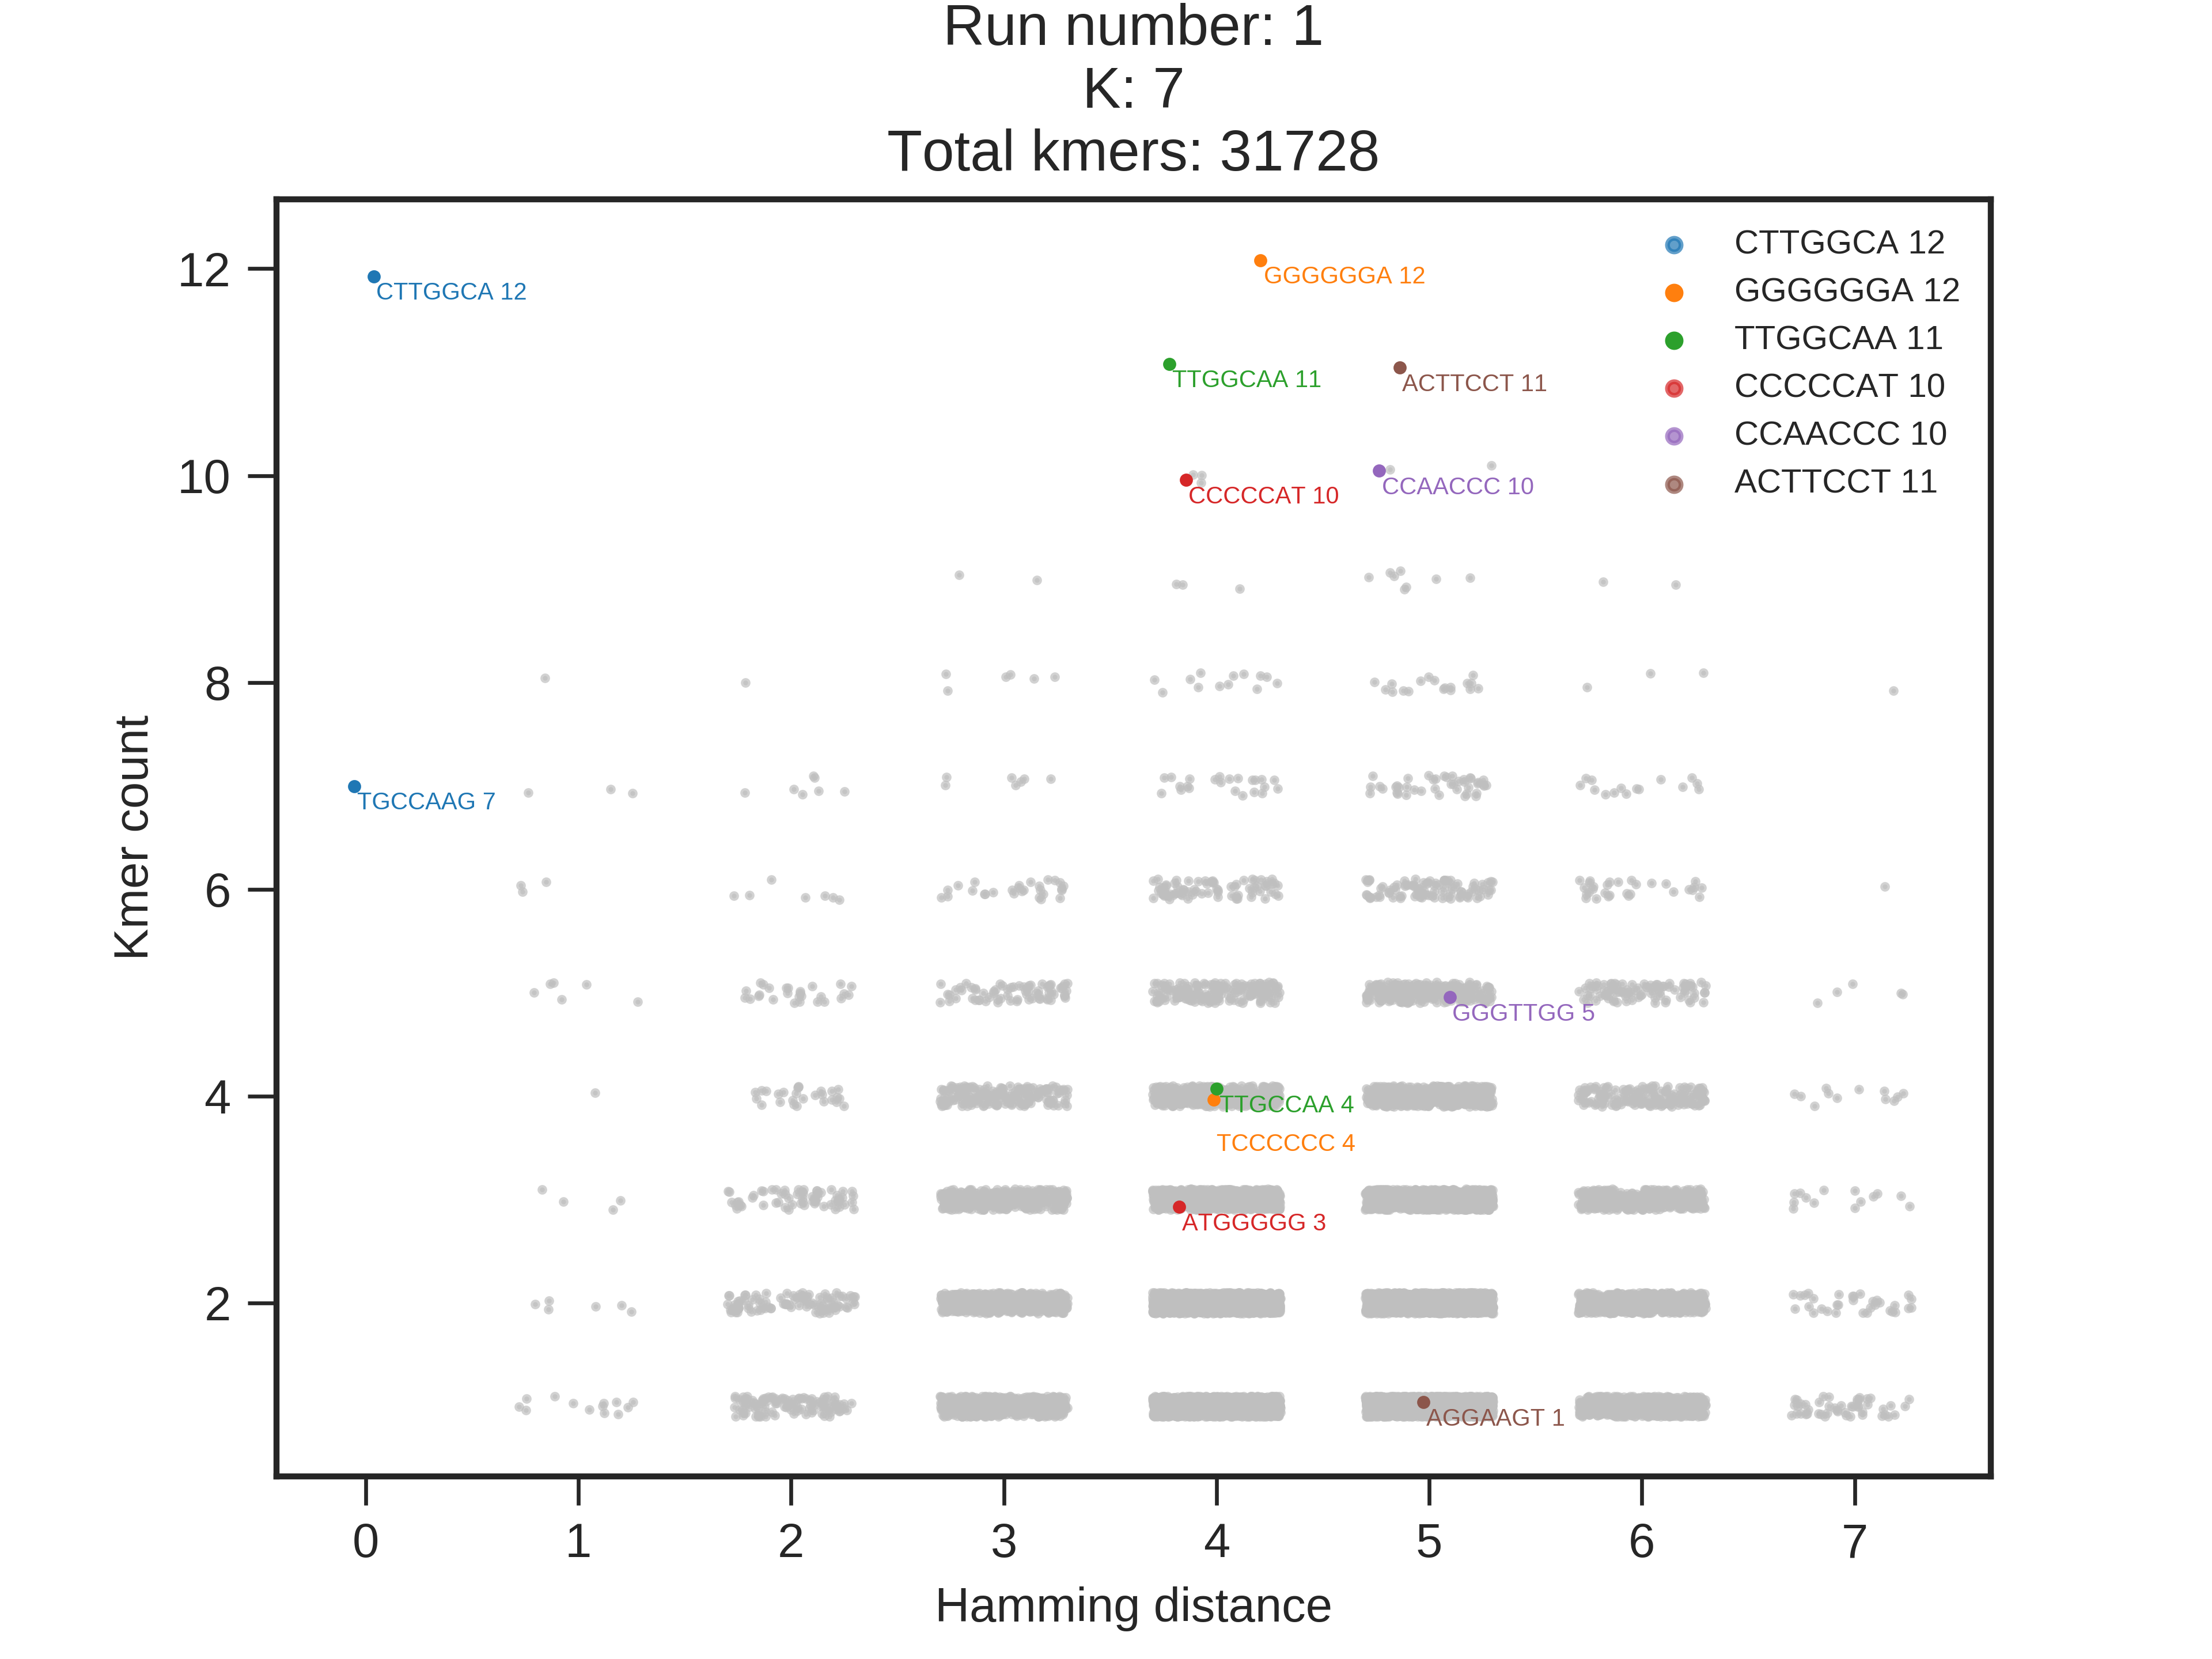 Run number: 1
K: 7
Total kmers: 31728
CTTGGCA 12
GGGGGGA 12
TTGGCAA 11
CCCCCAT 10
CCAACCC 10
ACTTCCT 11
12
10
8
6
4
2
Kmer count
CTTGGCA 12
GGGGGGA 12
TTGGCAA 11
ACTTCCT 11
CCCCCAT 10
CCAACCC 10
TGCCAAG 7
GGGTTGG 5
TTGCCAA 4
TCCCCCC 4
ATGGGGG 3
AGGAAGT 1
0 1 2 3 4 5 6 7
Hamming distance